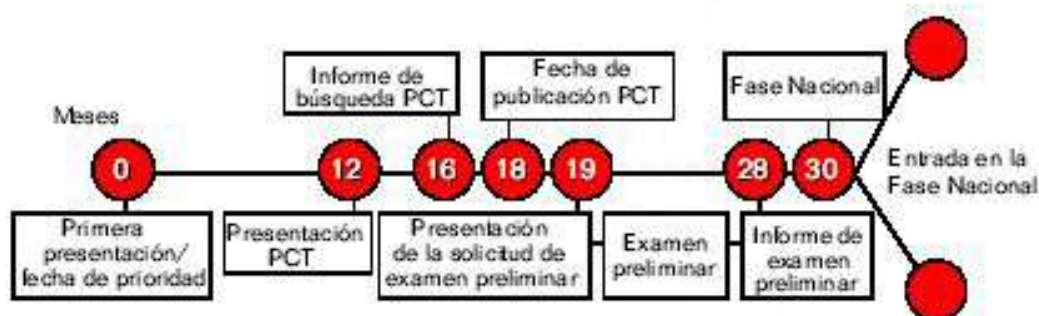 Informe de
búsqueda PCT
Fecha de
publicación PCT
Fase Nacional
Meses
0
12
16
18
19
28
30
Entrada en la
Fase Nacional
Primera
presentación/
fecha de prioridad
Presentación
PCT
Presentación
de la solicitud de
examen preliminar
Examen
preliminar
Informe de
examen
preliminar